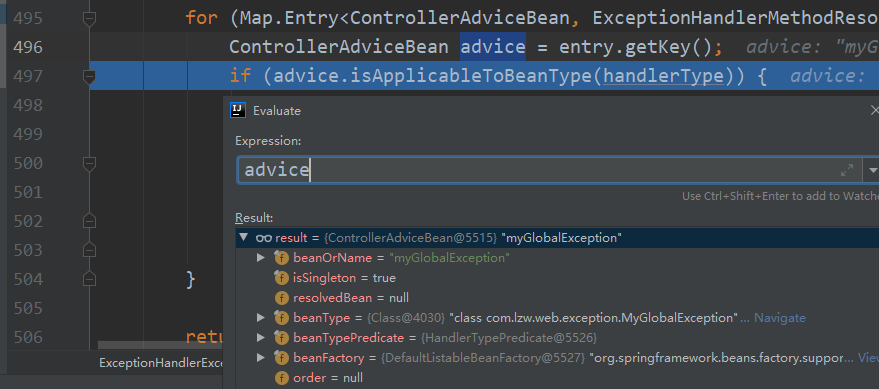 495 for (Map.Entry<ControllerAdviceBean, ExceptionHandlerMethodReso
496 ControllerAdviceBean advice = entry.getKey(); advice: "myGl
497 if (advice.isApplicableToBeanType(handlerType)) { advice:
498
499
500
501
502
503
504 }
505
506 retu
Evaluate
Expression:
advice
Use Ctrl+Shift+Enter to add to Watche
Result:
result = {ControllerAdviceBean@5515} "myGlobalException"
beanOrName = "myGlobalException"
isSingleton = true
resolvedBean = null
beanType = {Class@4030} "class com.lzw.web.exception.MyGlobalException"... Navigate
beanTypePredicate = {HandlerTypePredicate@5526}
beanFactory = {DefaultListableBeanFactory@5527} "org.springframework.beans.factory.suppor... View
order = null
ExceptionHandlerExce